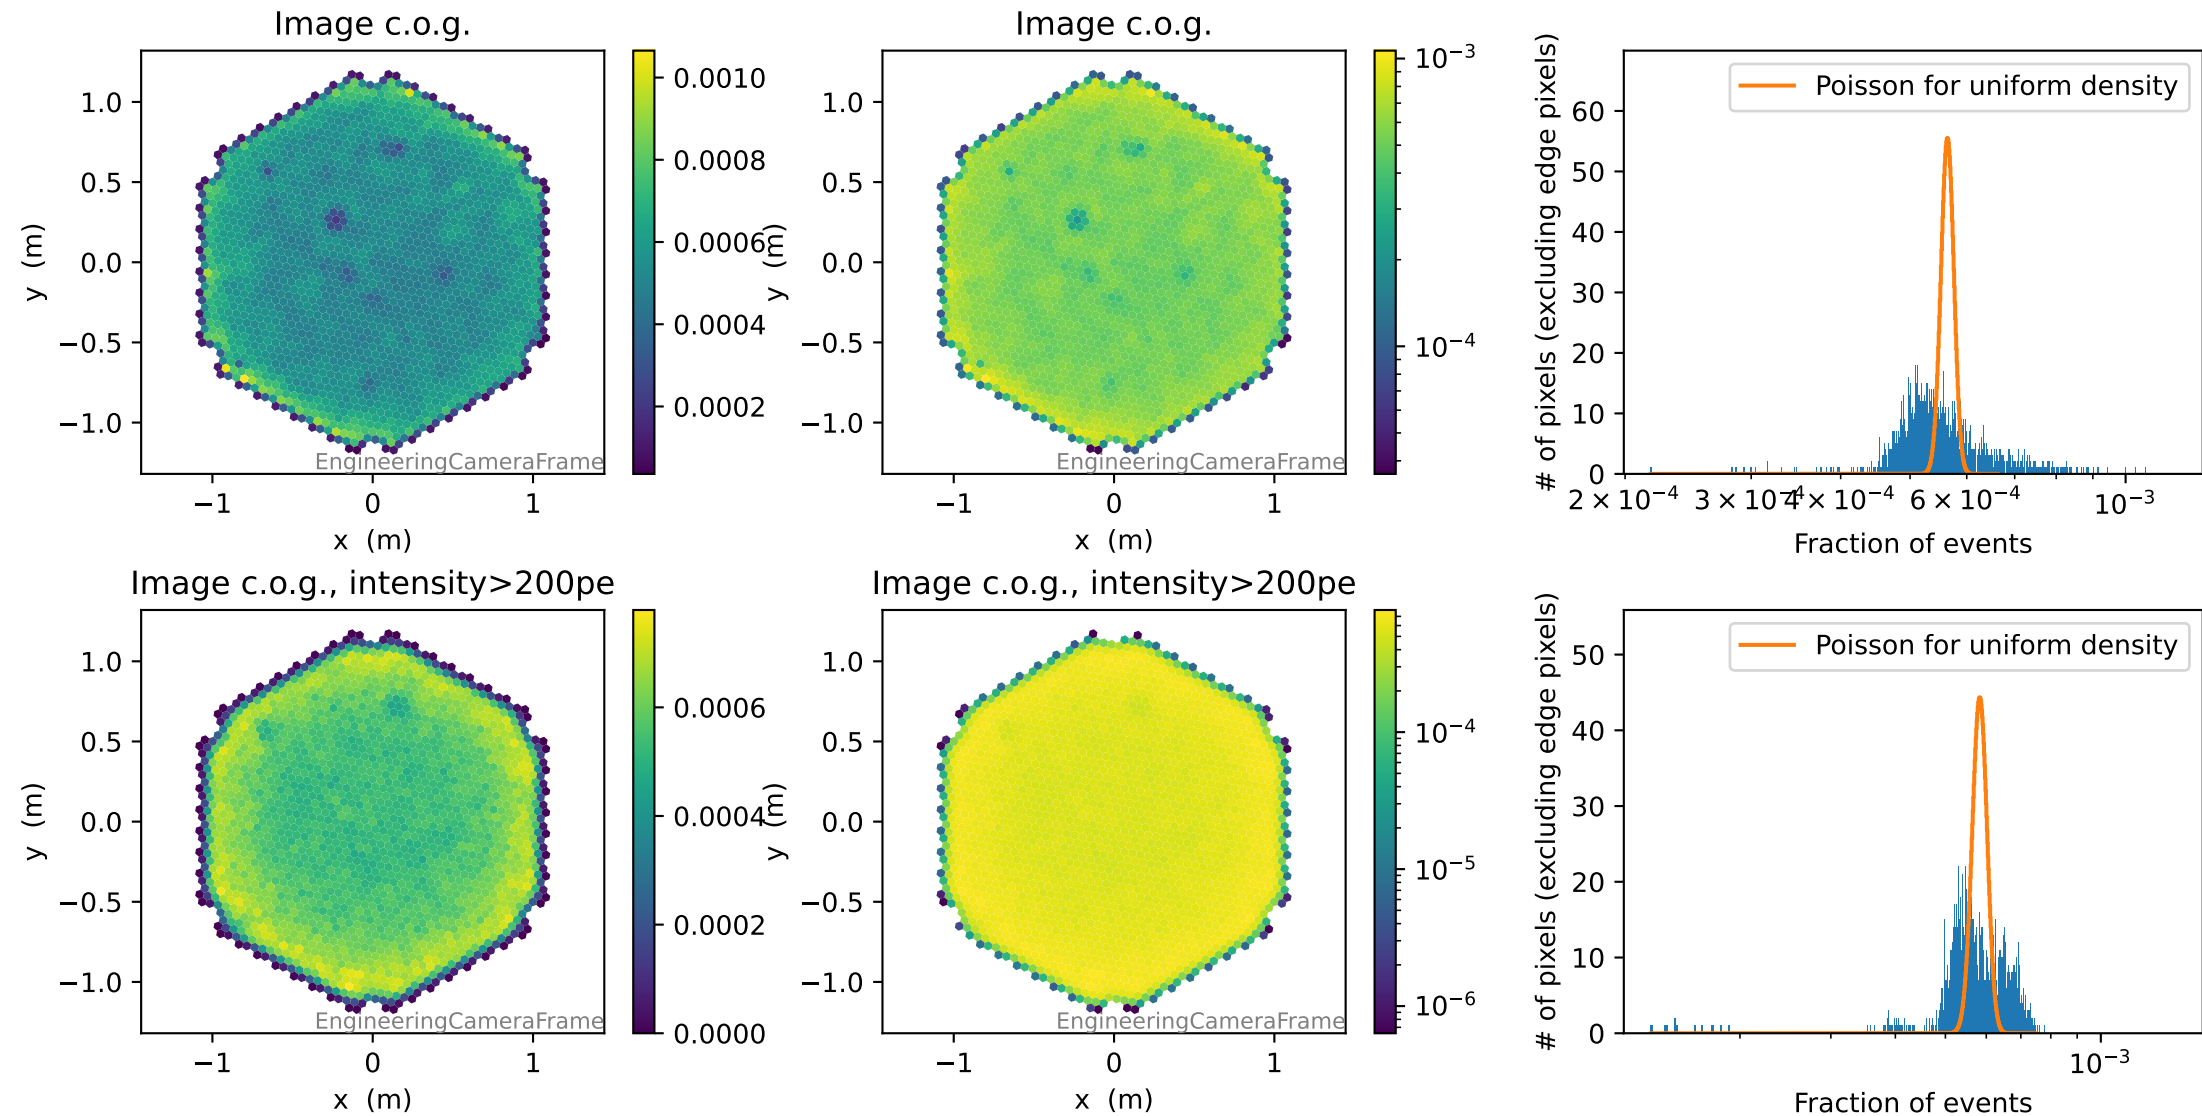 Image c.o.g.
1.0
0.5
0.0
−0.5
−1.0
y (m)
−1
0
1
x (m)
EngineeringCameraFrame
0.0010
0.0008
0.0006
0.0004
0.0002
Image c.o.g.
1.0
0.5
0.0
−0.5
−1.0
y (m)
−1
0
1
x (m)
EngineeringCameraFrame
10⁻³
10⁻⁴
Poisson for uniform density
# of pixels (excluding edge pixels)
60
50
40
30
20
10
0
2 × 10⁻⁴
3 × 10⁻⁴
4 × 10⁻⁴
6 × 10⁻⁴
10⁻³
Fraction of events
Image c.o.g., intensity>200pe
1.0
0.5
0.0
−0.5
−1.0
y (m)
−1
0
1
x (m)
EngineeringCameraFrame
0.0006
0.0004
0.0002
0.0000
Image c.o.g., intensity>200pe
1.0
0.5
0.0
−0.5
−1.0
y (m)
−1
0
1
x (m)
EngineeringCameraFrame
10⁻⁴
10⁻⁵
10⁻⁶
Poisson for uniform density
# of pixels (excluding edge pixels)
50
40
30
20
10
0
10⁻³
Fraction of events